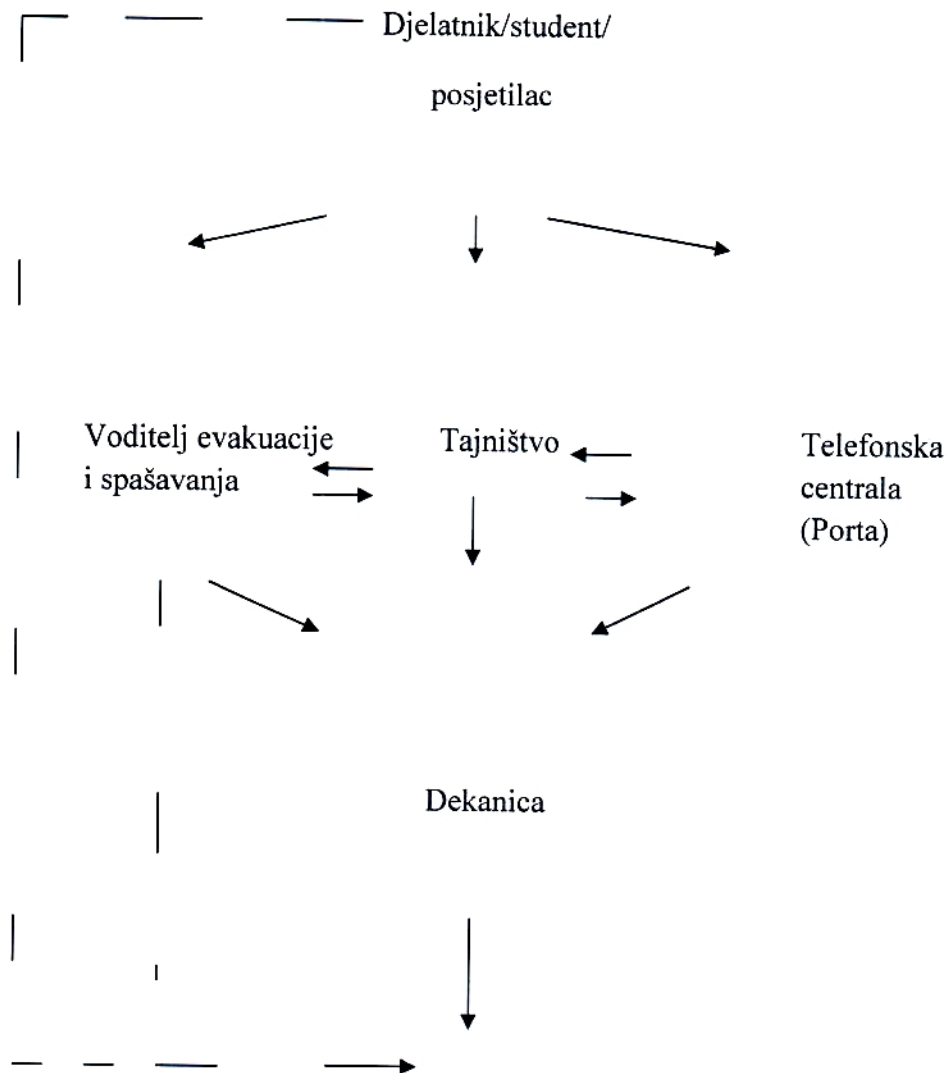 Djelatnik/student/
posjetilac
Voditelj evakuacije
i spašavanja
Tajništvo
Telefonska
centrala
(Porta)
Dekanica